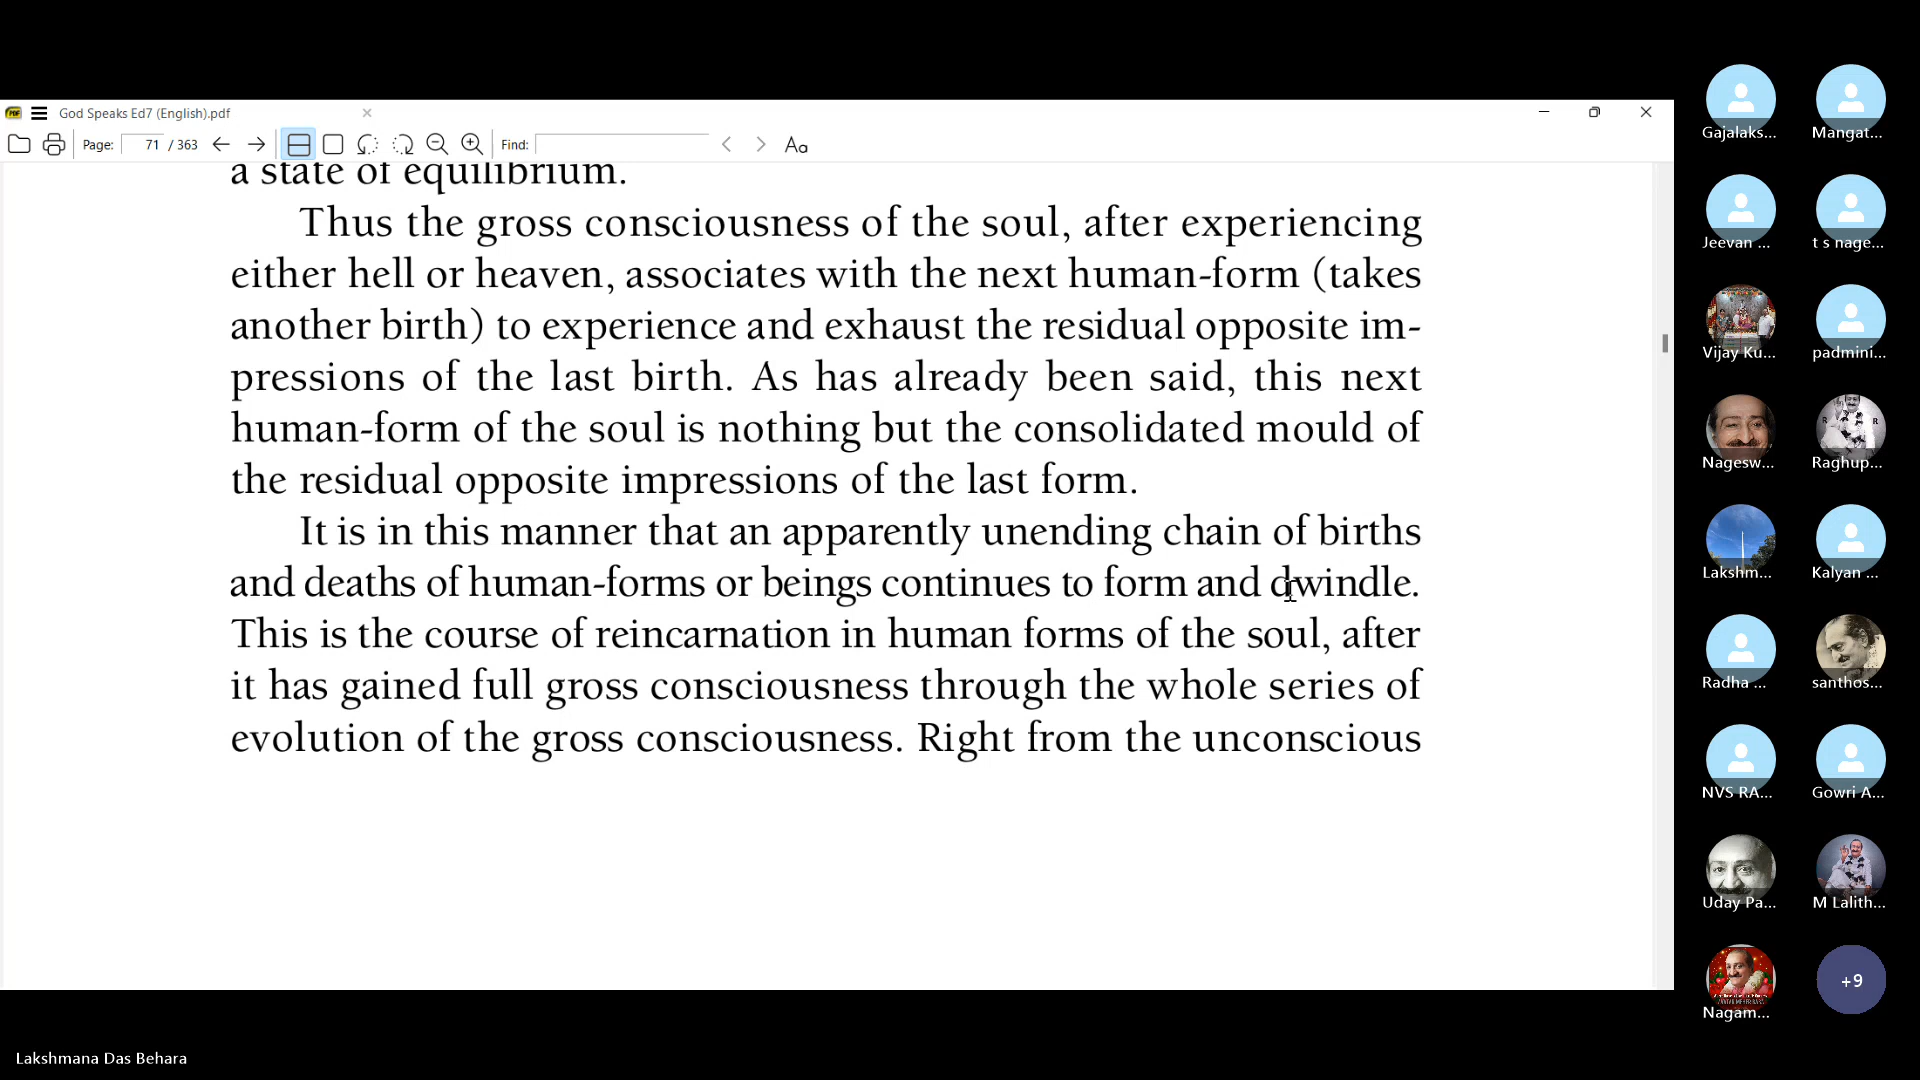 God Speaks Ed7 (English).pdf
Page: 71 / 363 Find: Aa
a state of equilibrium.
Thus the gross consciousness of the soul, after experiencing
either hell or heaven, associates with the next human-form (takes
another birth) to experience and exhaust the residual opposite im-
pressions of the last birth. As has already been said, this next
human-form of the soul is nothing but the consolidated mould of
the residual opposite impressions of the last form.
It is in this manner that an apparently unending chain of births
and deaths of human-forms or beings continues to form and dwindle.
This is the course of reincarnation in human forms of the soul, after
it has gained full gross consciousness through the whole series of
evolution of the gross consciousness. Right from the unconscious
Gajalaks... Mangat...
Jeevan ... t s nage...
Vijay Ku... padmini...
Nagesw... Raghup...
Lakshm... Kalyan ...
Radha ... santhos...
NVS RA... Gowri A...
Uday Pa... M Lalith...
Nagam... +9
Lakshmana Das Behara